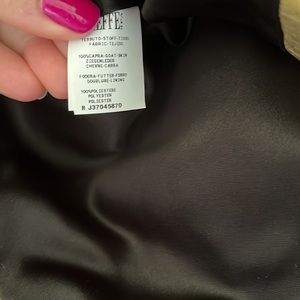 TESSUTO-STOFF-TISSU
FABRIC-TEJIDO
100%CAPRA-GOAT-SKIN
ZIEGENLEDER
CHEVRE-CABRA
FODERA-FUTTER-FORRO
DOUBLURE-LINING
100%POLIESTERE
POLYESTER
POLIESTER
R J37045870